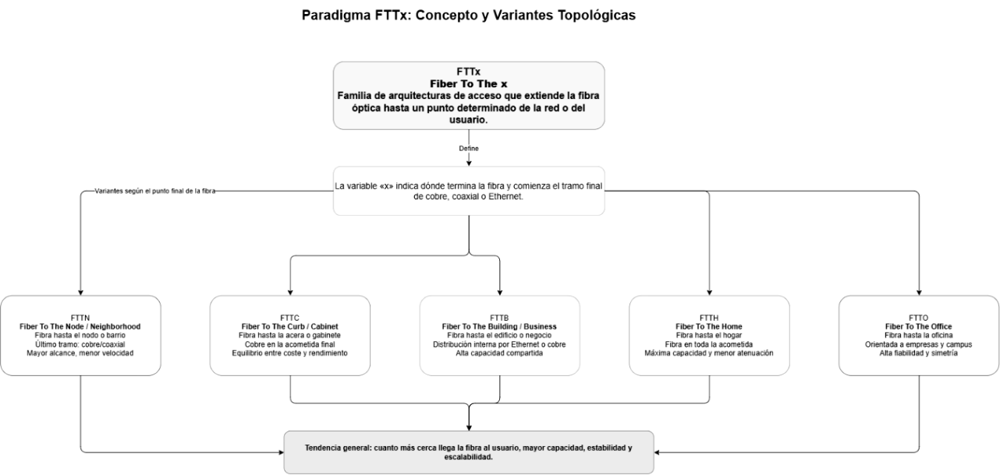 Paradigma FTTx: Concepto y Variantes Topológicas
FTTx
Fiber To The x
Familia de arquitecturas de acceso que extiende la fibra
óptica hasta un punto determinado de la red o del
usuario.
Define
La variable «x» indica dónde termina la fibra y comienza el tramo final
de cobre, coaxial o Ethernet.
Variantes según el punto final de la fibra
FTTN
Fiber To The Node / Neighborhood
Fibra hasta el nodo o barrio
Último tramo: cobre/coaxial
Mayor alcance, menor velocidad
FTTC
Fiber To The Curb / Cabinet
Fibra hasta la acera o gabinete
Cobre en la acometida final
Equilibrio entre coste y rendimiento
FTTB
Fiber To The Building / Business
Fibra hasta el edificio o negocio
Distribución interna por Ethernet o cobre
Alta capacidad compartida
FTTH
Fiber To The Home
Fibra hasta el hogar
Fibra en toda la acometida
Máxima capacidad y menor atenuación
FTTO
Fiber To The Office
Fibra hasta la oficina
Orientada a empresas y campus
Alta fiabilidad y simetría
Tendencia general: cuanto más cerca llega la fibra al usuario, mayor capacidad, estabilidad y
escalabilidad.